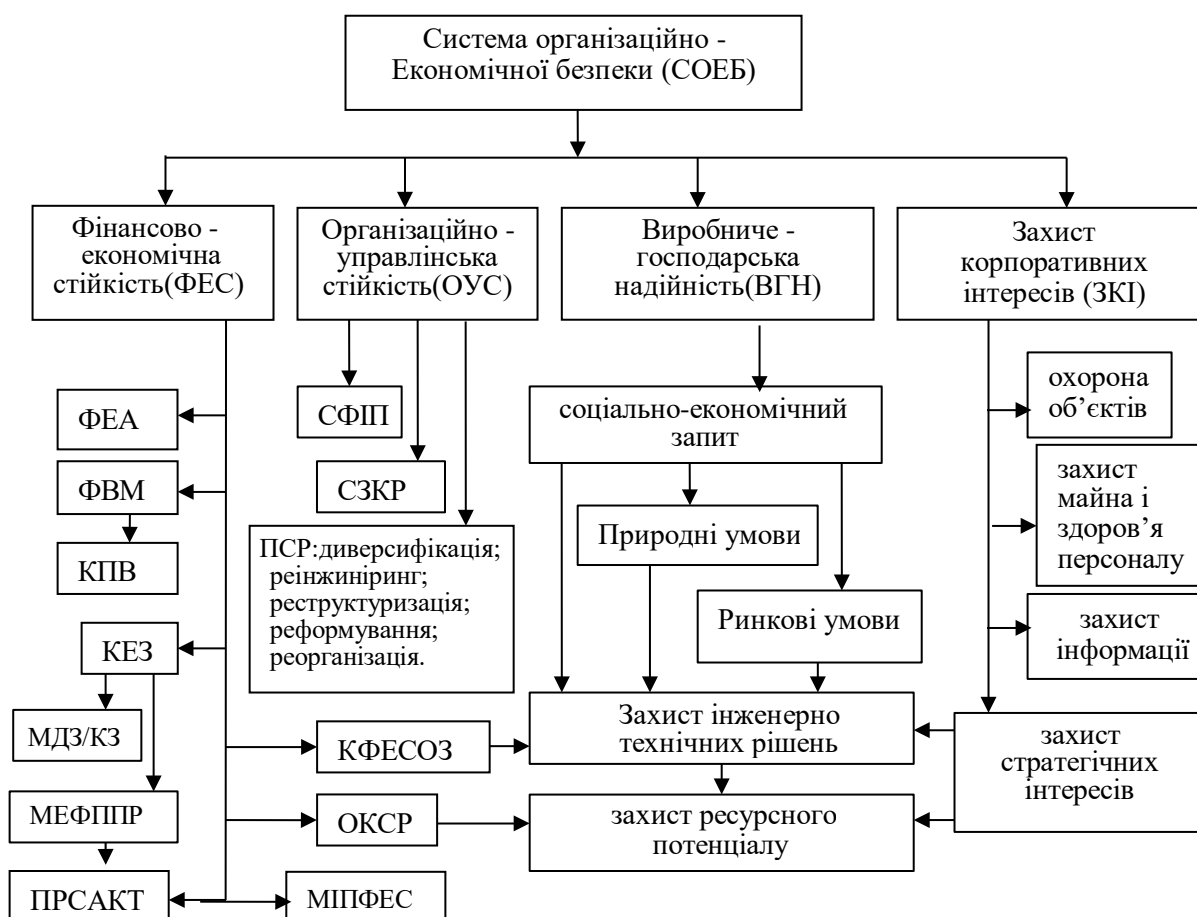 Система організаційно -
Економічної безпеки (СОЕБ)
Фінансово -
економічна
стійкість(ФЕС)
Організаційно -
управлінська
стійкість(ОУС)
Виробниче -
господарська
надійність(ВГН)
Захист
корпоративних
інтересів (ЗКІ)
ФЕА
ФВМ
КПВ
КЕЗ
МДЗ/КЗ
МЕФППР
ПРСАКТ
МІПФЕС
СФІП
СЗКР
ПСР:диверсифікація;
реінжиніринг;
реструктуризація;
реформування;
реорганізація.
КФЕСОЗ
ОКСР
соціально-економічний
запит
Природні умови
Ринкові умови
Захист інженерно
технічних рішень
захист ресурсного
потенціалу
охорона
об’єктів
захист
майна і
здоров’я
персоналу
захист
інформації
захист
стратегічних
інтересів